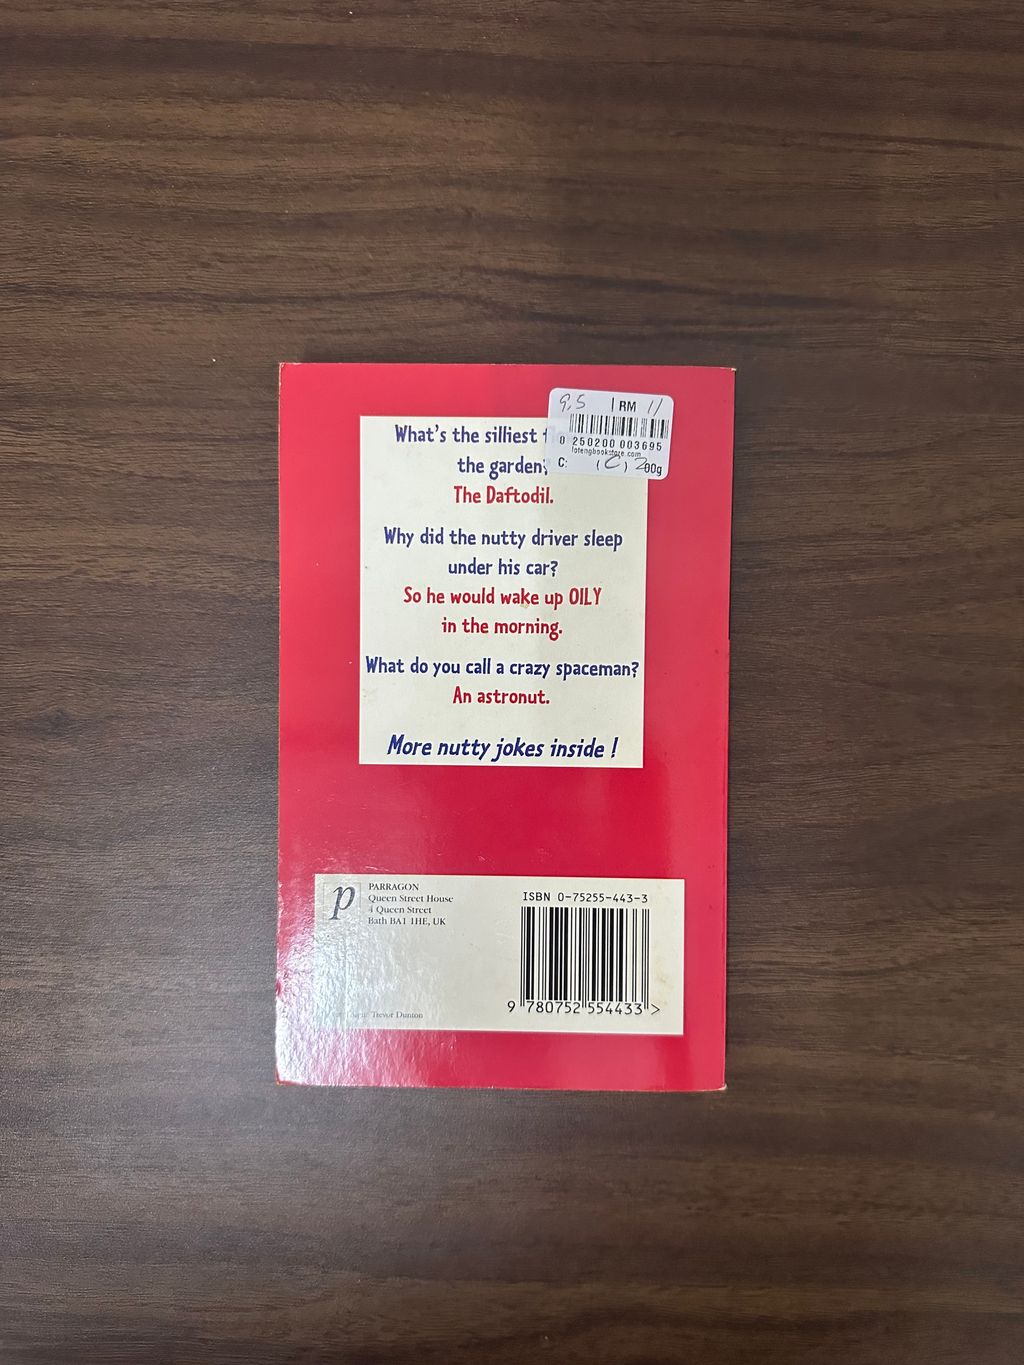 9.5 | RM 11
0 250200 003695
fatengbookstore.com
C: (C) 200g
What's the silliest f
the garden?
The Daftodil.
Why did the nutty driver sleep
under his car?
So he would wake up OILY
in the morning.
What do you call a crazy spaceman?
An astronut.
More nutty jokes inside !
p
PARRAGON
Queen Street House
4 Queen Street
Bath BA1 1HE, UK
Trevor Dunton
ISBN 0-75255-443-3
9 780752 554433 >